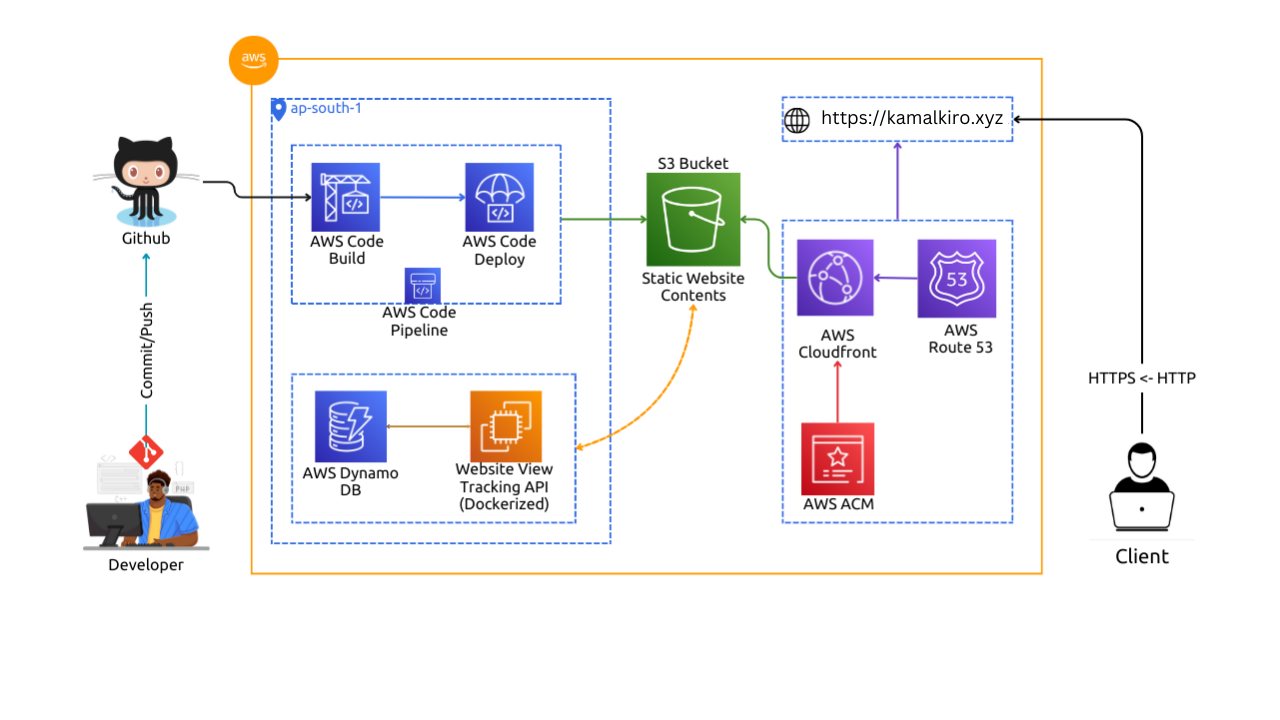 aws
ap-south-1
https://kamalkiro.xyz
S3 Bucket
Github
AWS Code
Build
AWS Code
Deploy
AWS Code
Pipeline
Static Website
Contents
53
AWS
Cloudfront
AWS
Route 53
Commit/Push
HTTPS <- HTTP
AWS Dynamo
DB
Website View
Tracking API
(Dockerized)
AWS ACM
</>
C++
PHP
Developer
Client